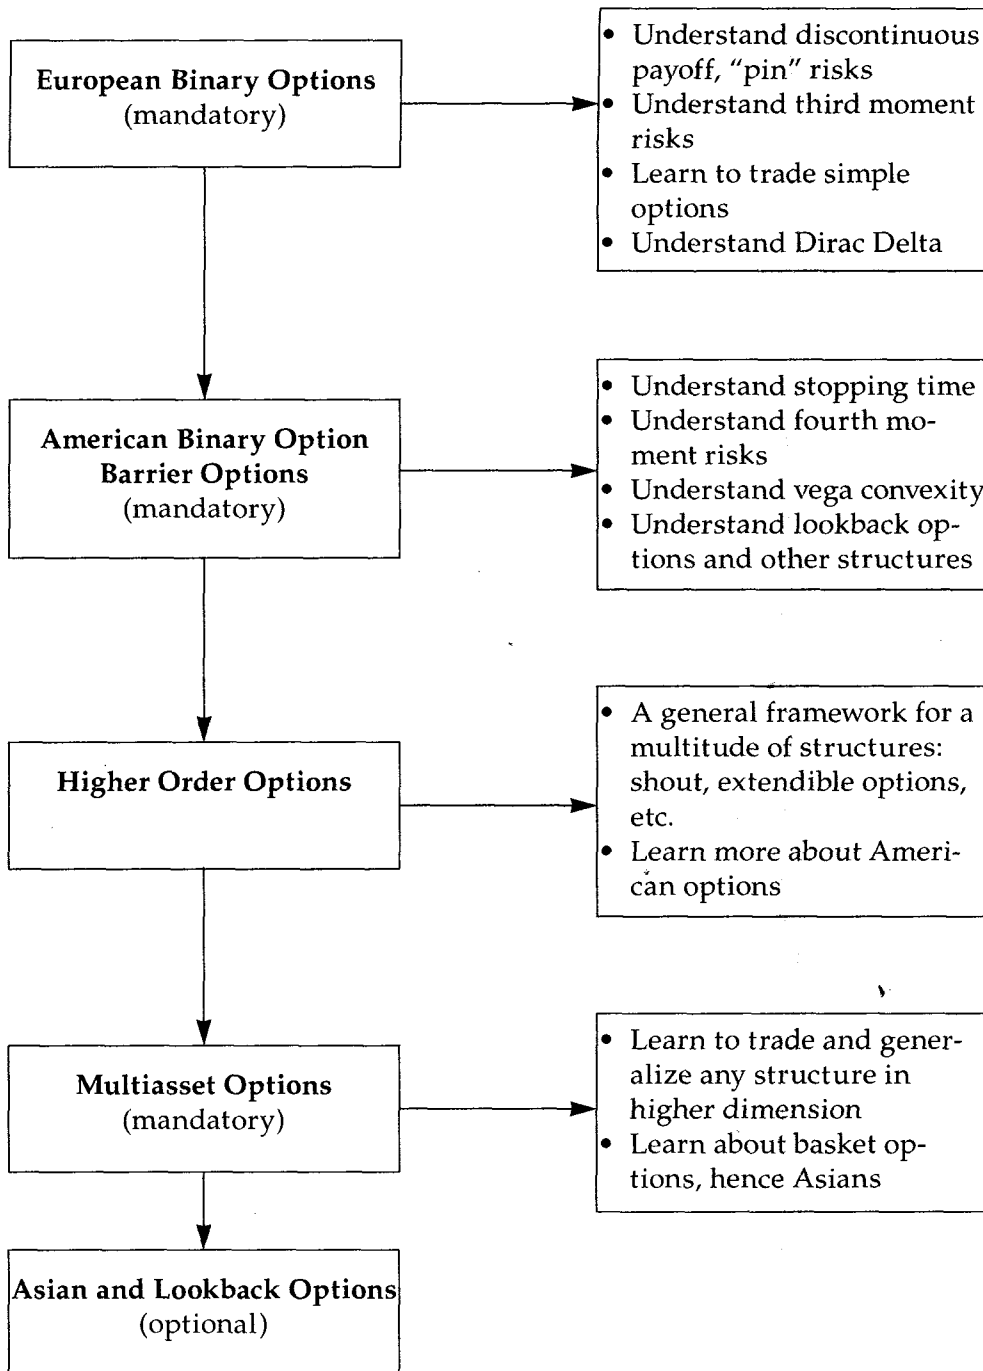 European Binary Options
(mandatory)
• Understand discontinuous
payoff, “pin” risks
• Understand third moment
risks
• Learn to trade simple
options
• Understand Dirac Delta
American Binary Option
Barrier Options
(mandatory)
• Understand stopping time
• Understand fourth mo-
ment risks
• Understand vega convexity
• Understand lookback op-
tions and other structures
Higher Order Options
• A general framework for a
multitude of structures:
shout, extendible options,
etc.
• Learn more about Ameri-
can options
Multiasset Options
(mandatory)
• Learn to trade and gener-
alize any structure in
higher dimension
• Learn about basket op-
tions, hence Asians
Asian and Lookback Options
(optional)